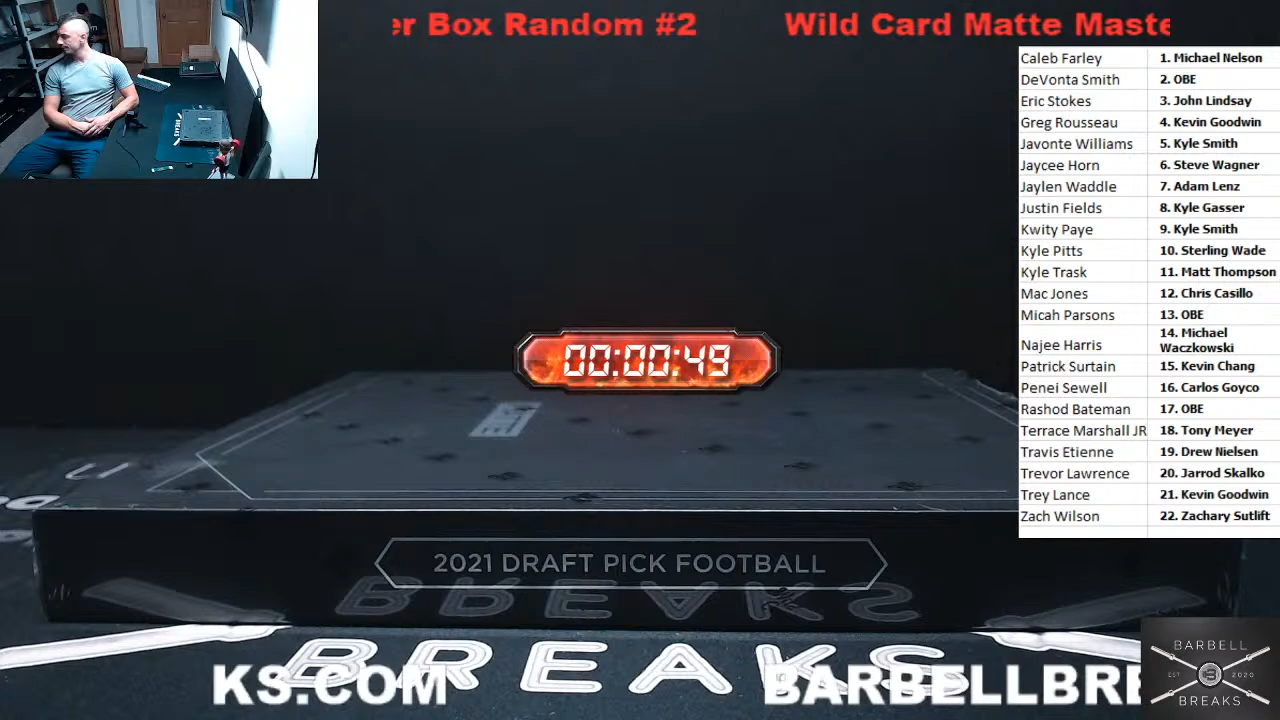 er Box Random #2 Wild Card Matte Maste
Caleb Farley 1. Michael Nelson
DeVonta Smith 2. OBE
Eric Stokes 3. John Lindsay
Greg Rousseau 4. Kevin Goodwin
Javonte Williams 5. Kyle Smith
Jaycee Horn 6. Steve Wagner
Jaylen Waddle 7. Adam Lenz
Justin Fields 8. Kyle Gasser
Kwity Paye 9. Kyle Smith
Kyle Pitts 10. Sterling Wade
Kyle Trask 11. Matt Thompson
Mac Jones 12. Chris Casillo
Micah Parsons 13. OBE
Najee Harris 14. Michael
Waczkowski
Patrick Surtain 15. Kevin Chang
Penei Sewell 16. Carlos Goyco
Rashod Bateman 17. OBE
Terrace Marshall JR 18. Tony Meyer
Travis Etienne 19. Drew Nielsen
Trevor Lawrence 20. Jarrod Skalko
Trey Lance 21. Kevin Goodwin
Zach Wilson 22. Zachary Sutlift
00:00:49
2021 DRAFT PICK FOOTBALL
BREAKS
KS.COM BARBELLBRE
BARBELL
EST B 2020
BREAKS
BREAKS